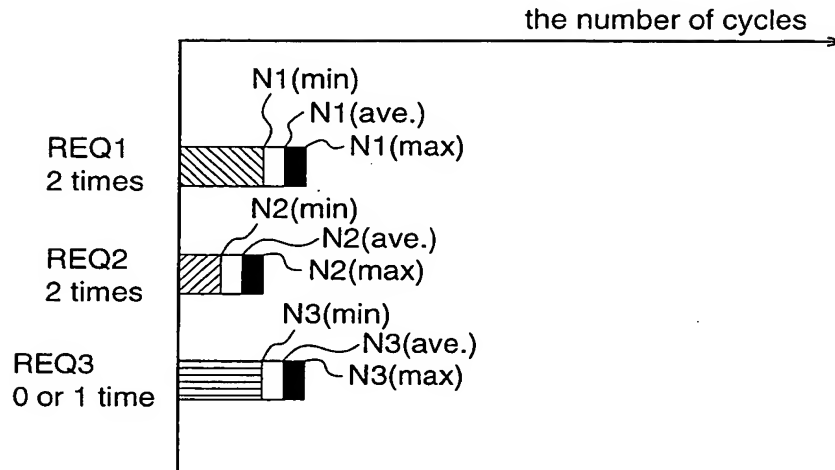 the number of cycles
N1(min)
N1(ave.)
N1(max)
REQ1
2 times
N2(min)
N2(ave.)
N2(max)
REQ2
2 times
N3(min)
N3(ave.)
N3(max)
REQ3
0 or 1 time